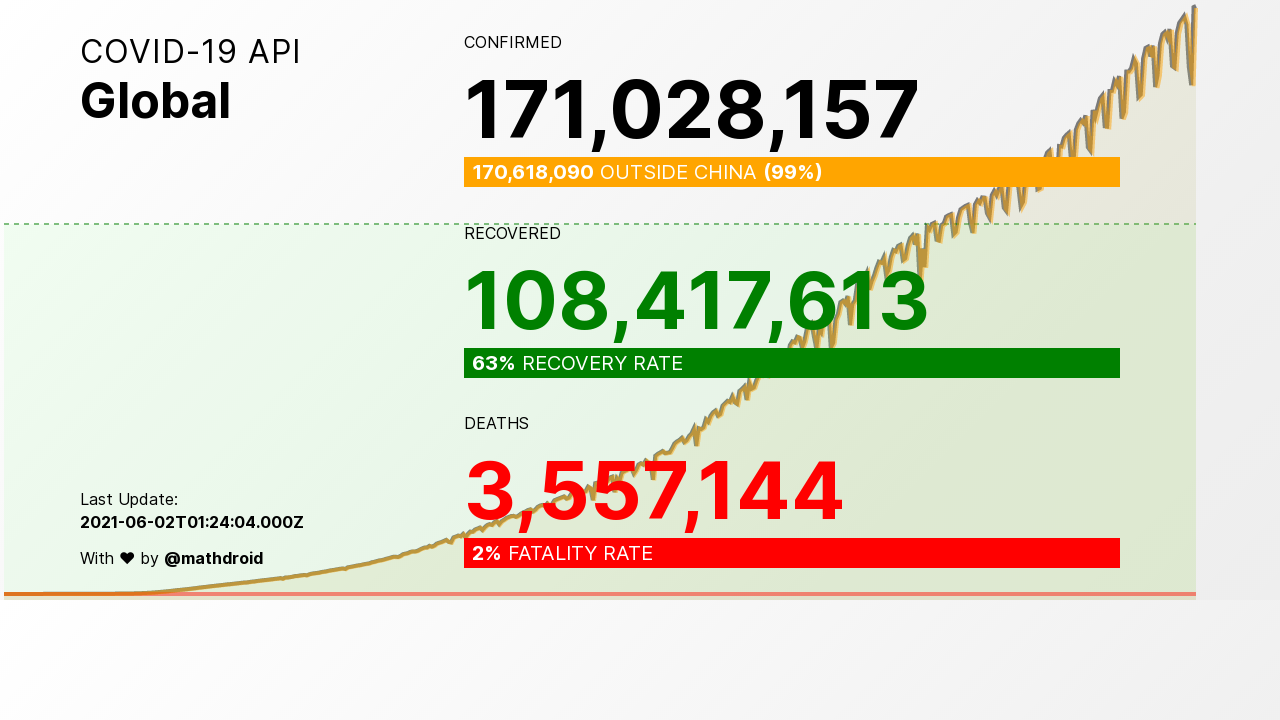 COVID-19 API
Global
CONFIRMED
171,028,157
170,618,090 OUTSIDE CHINA (99%)
RECOVERED
108,417,613
63% RECOVERY RATE
DEATHS
3,557,144
2% FATALITY RATE
Last Update:
2021-06-02T01:24:04.000Z
With ♥ by @mathdroid